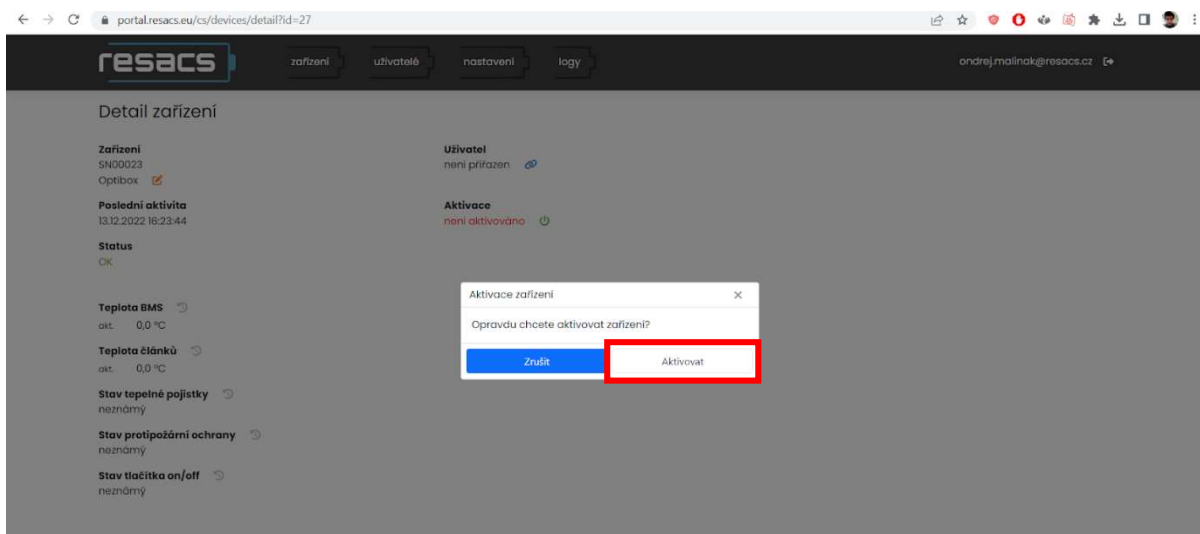 portal.resacs.eu/cs/devices/detail?id=27
resacs
zařízení uživatelé nastavení logy
ondrej.malinak@resacs.cz
Detail zařízení
Zařízení
SN00023
Optibox
Uživatel
není přiřazen
Poslední aktivita
13.12.2022 16:23:44
Aktivace
není aktivováno
Status
OK
Aktivace zařízení
Opravdu chcete aktivovat zařízení?
Zrušit Aktivovat
Teplota BMS
akt. 0,0 °C
Teplota článků
akt. 0,0 °C
Stav tepelné pojistky
neznámý
Stav protipožární ochrany
neznámý
Stav tlačítka on/off
neznámý